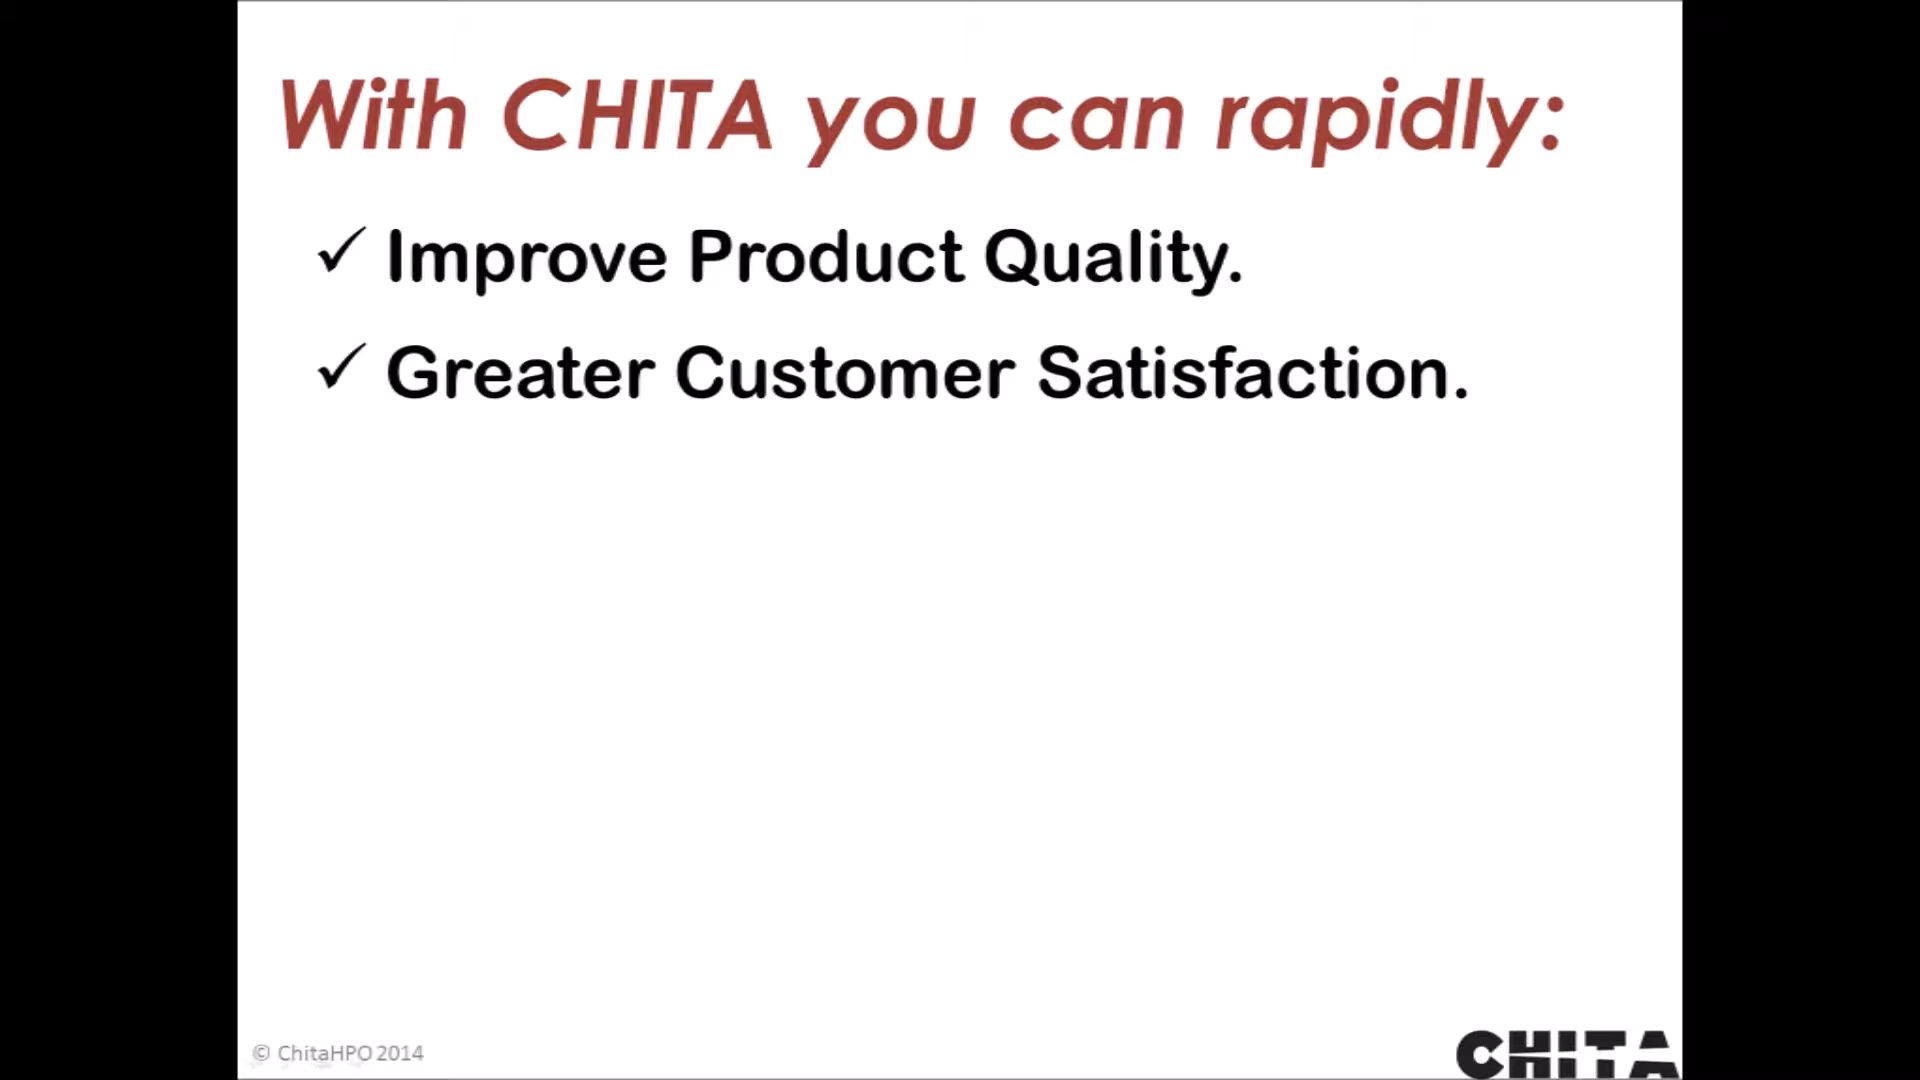 With CHITA you can rapidly:
✓ Improve Product Quality.
✓ Greater Customer Satisfaction.
© ChitaHPO 2014
CHITA